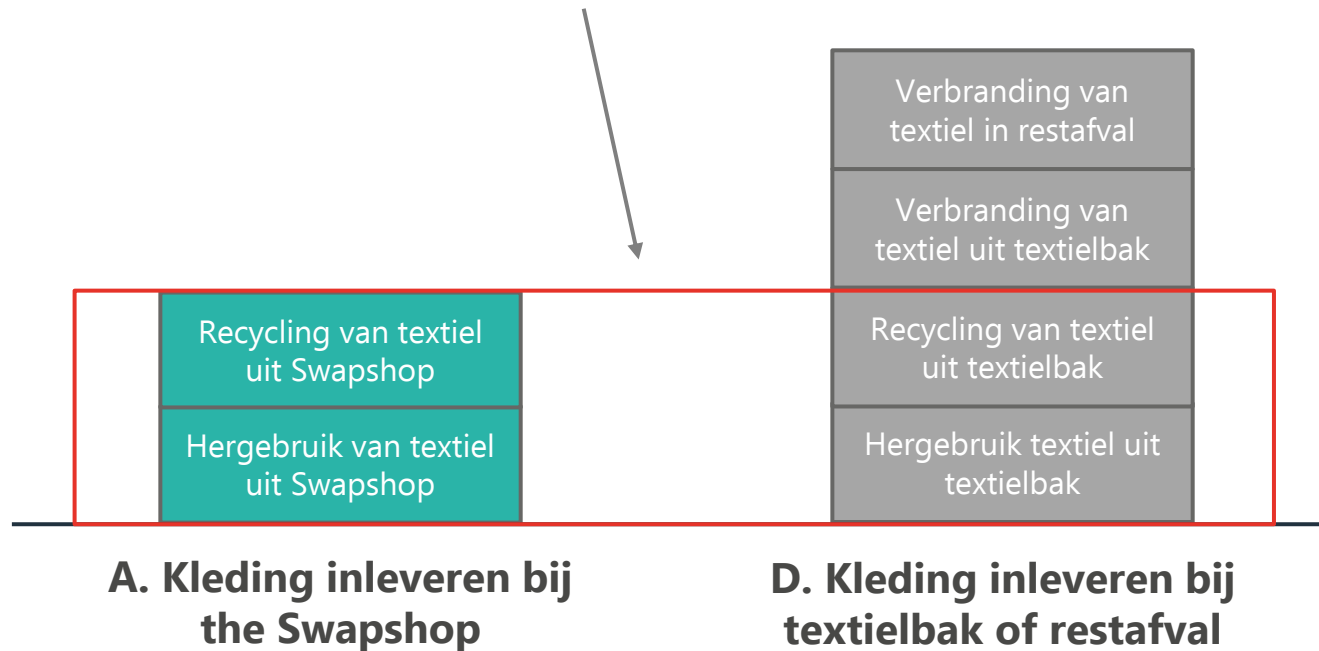 Verbranding van
textiel in restafval
Verbranding van
textiel uit textielbak
Recycling van textiel
uit Swapshop
Recycling van textiel
uit textielbak
Hergebruik van textiel
uit Swapshop
Hergebruik textiel uit
textielbak
A. Kleding inleveren bij
the Swapshop
D. Kleding inleveren bij
textielbak of restafval